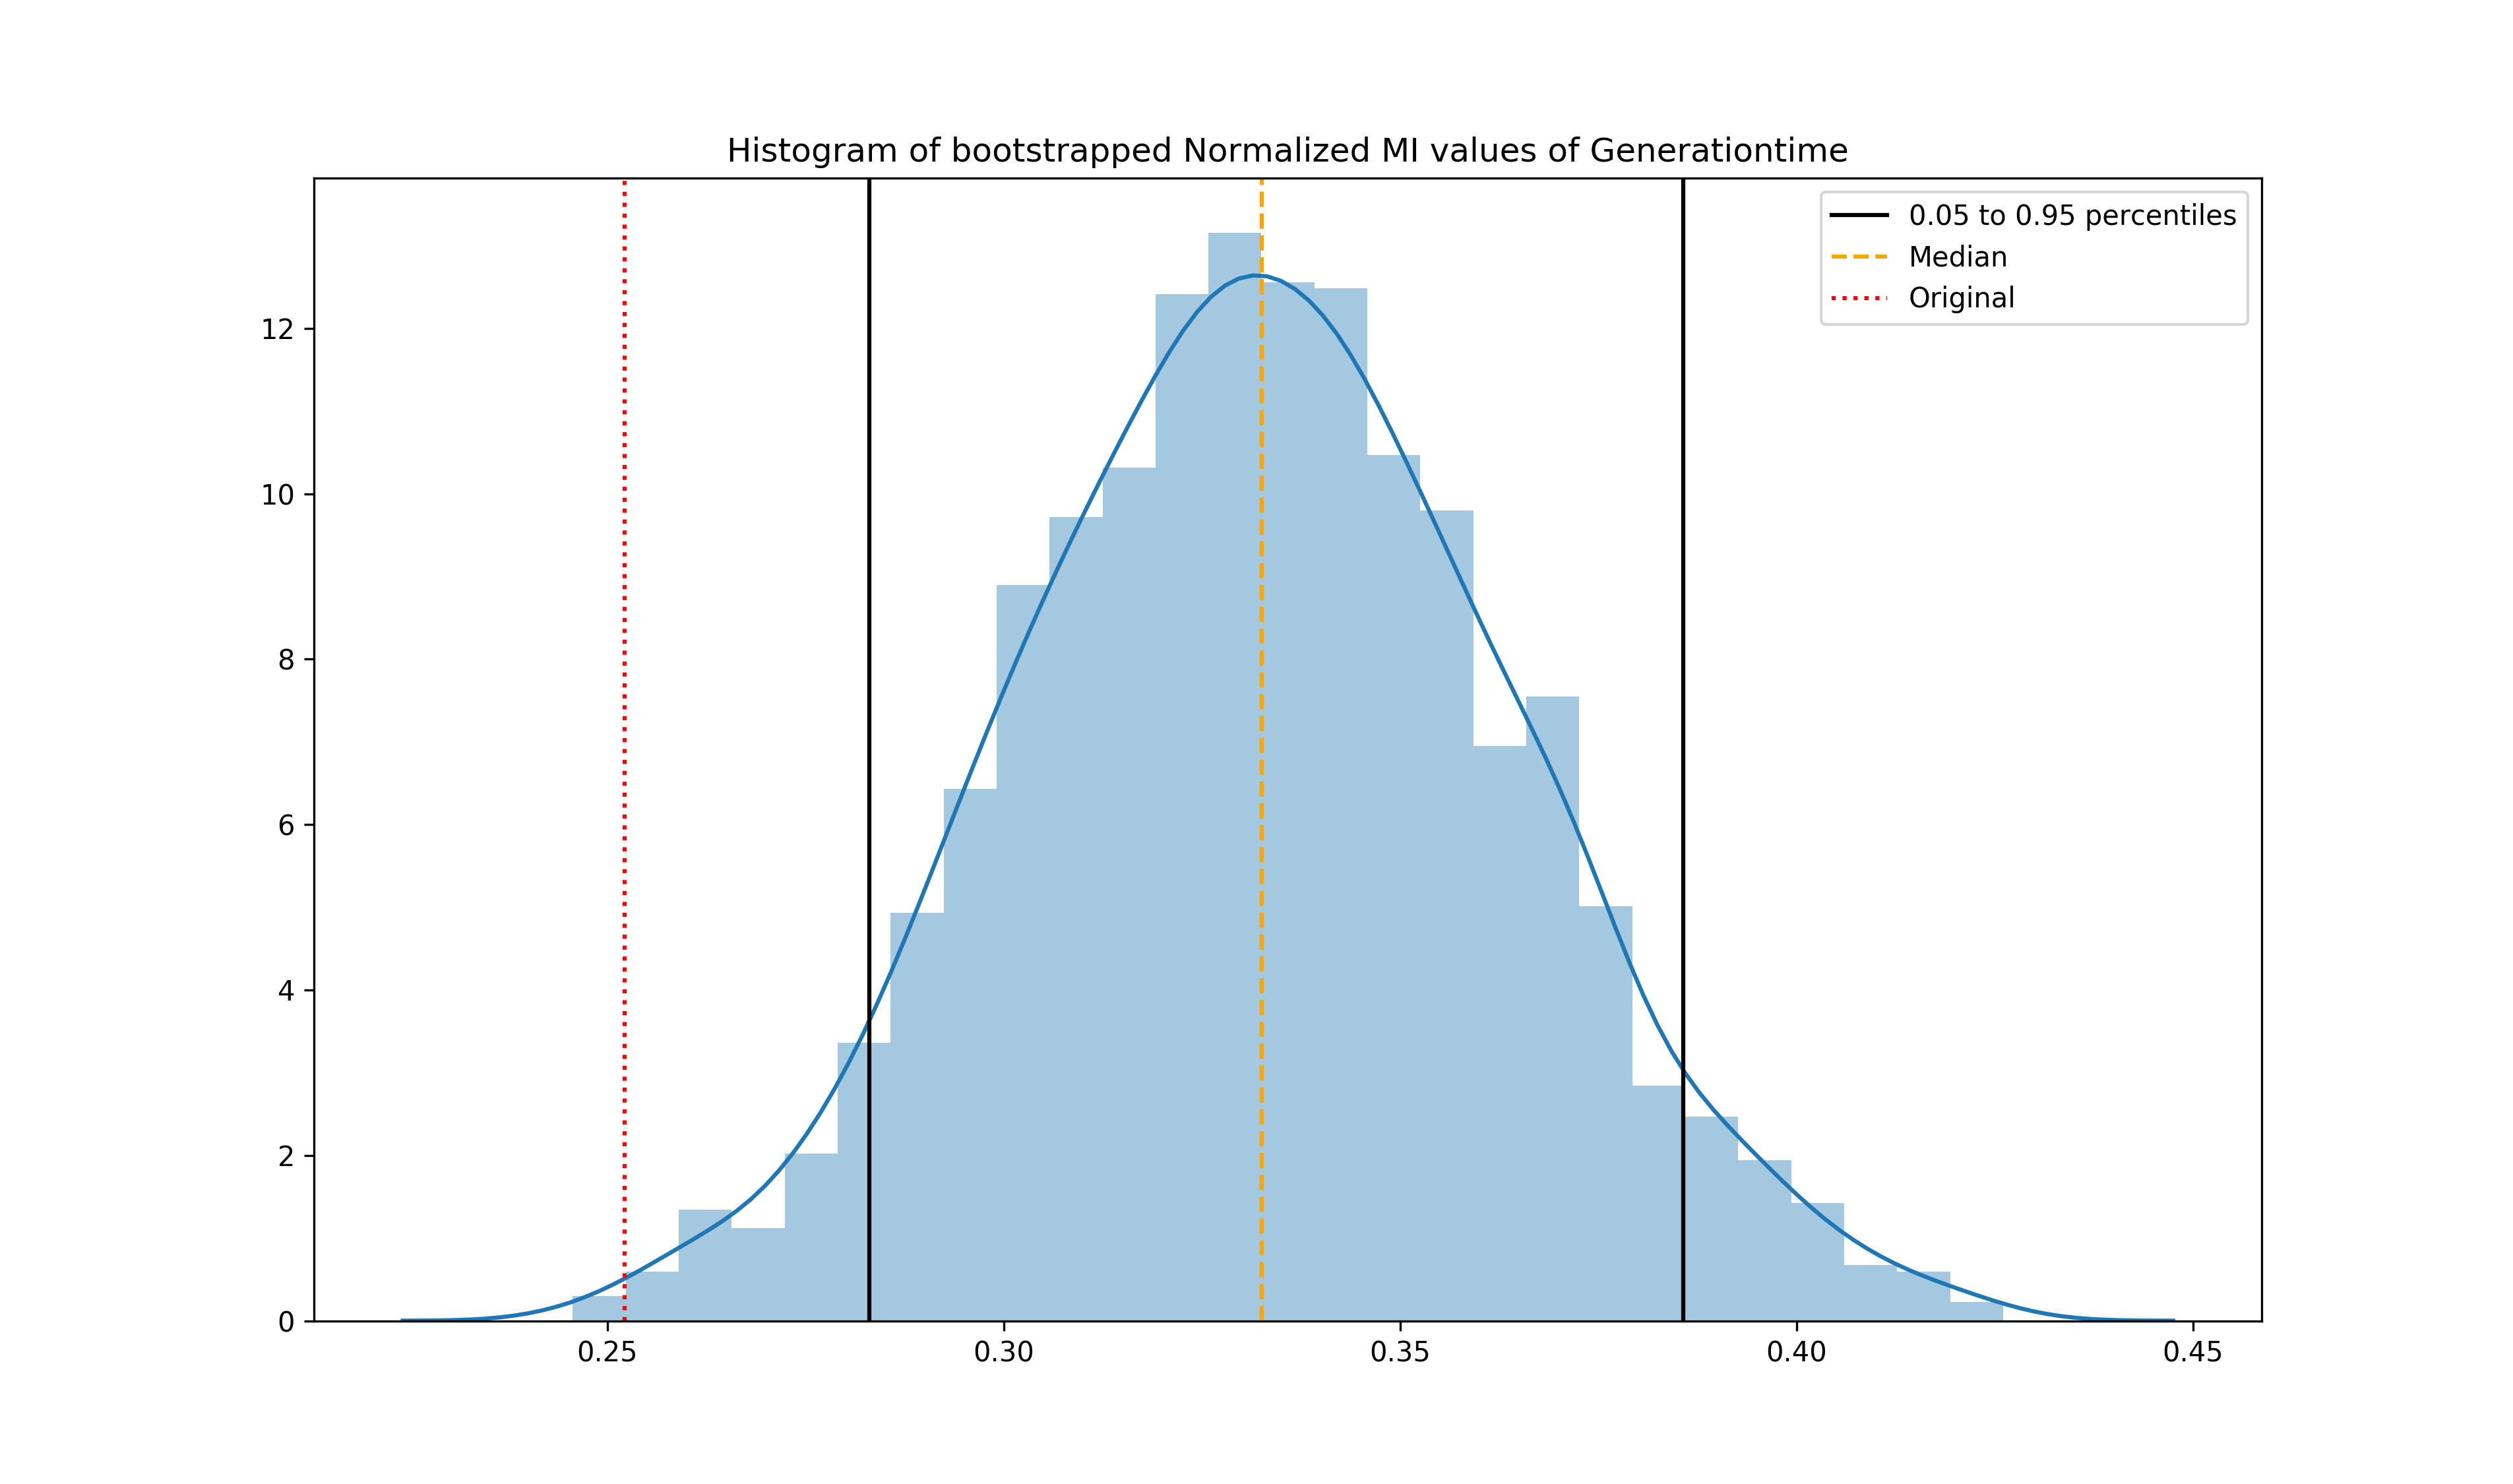 Histogram of bootstrapped Normalized MI values of Generationtime
0.05 to 0.95 percentiles
Median
Original
12
10
8
6
4
2
0
0.25 0.30 0.35 0.40 0.45